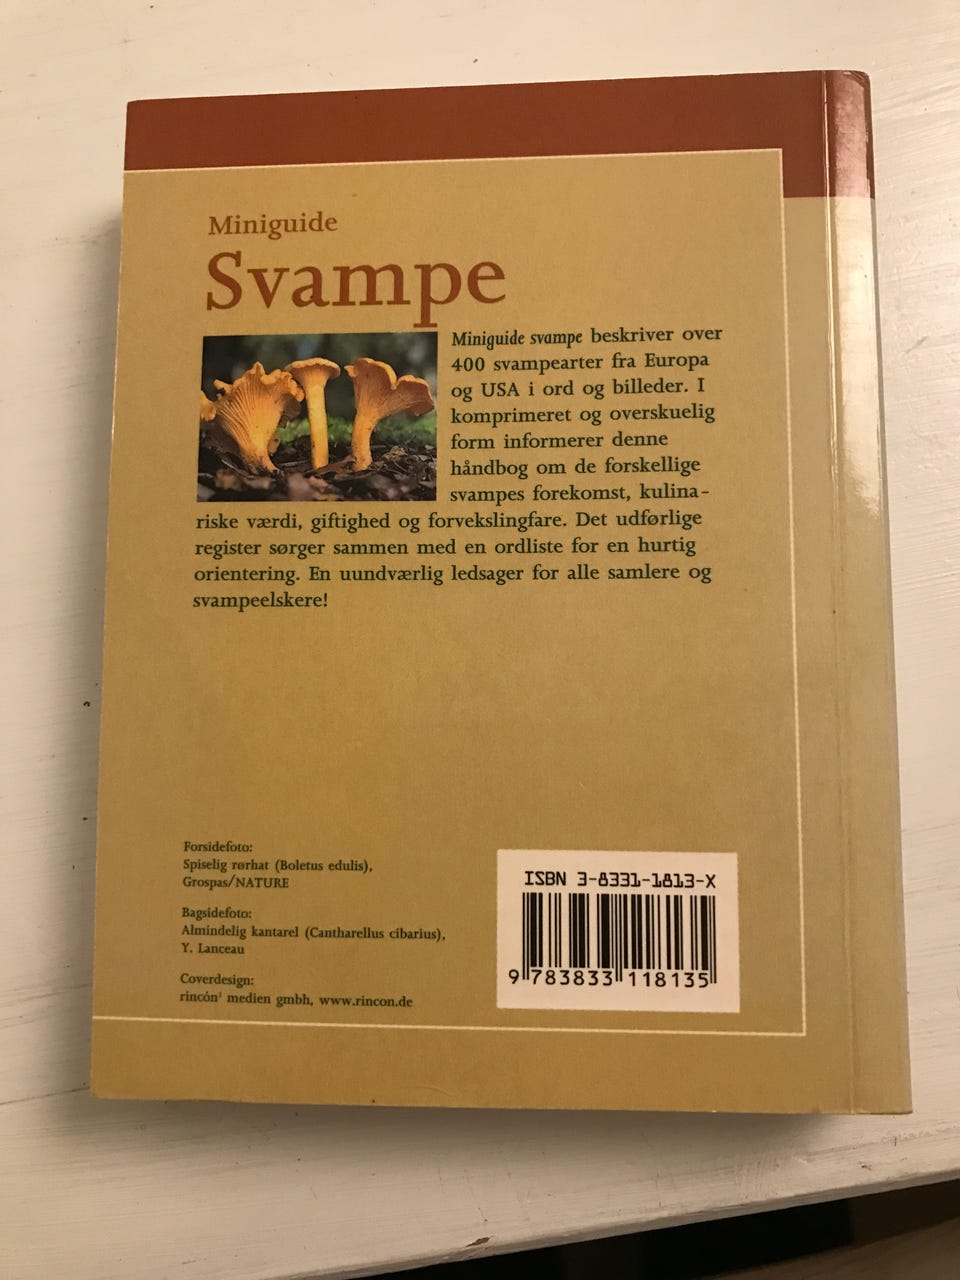 Miniguide
Svampe
Miniguide svampe beskriver over
400 svampearter fra Europa
og USA i ord og billeder. I
komprimeret og overskuelig
form informerer denne
håndbog om de forskellige
svampes forekomst, kulina-
riske værdi, giftighed og forvekslingfare. Det udførlige
register sørger sammen med en ordliste for en hurtig
orientering. En uundværlig ledsager for alle samlere og
svampeelskere!
Forsidefoto:
Spiselig rørhat (Boletus edulis),
Grospas/NATURE
Bagsidefoto:
Almindelig kantarel (Cantharellus cibarius),
Y. Lanceau
Coverdesign:
rincón² medien gmbh, www.rincon.de
ISBN 3-8331-1813-X
9 783833 118135